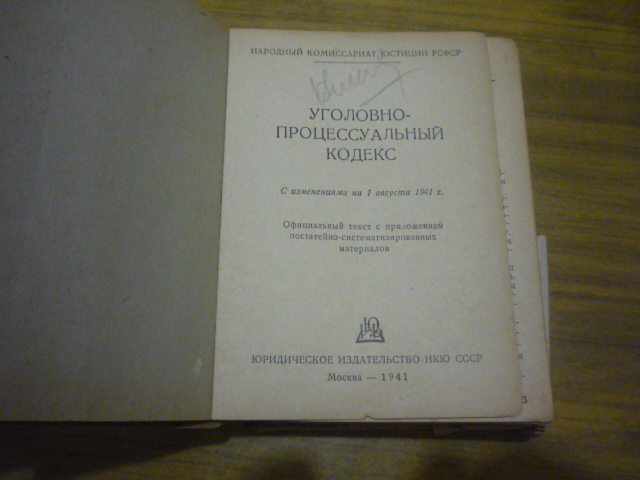 НАРОДНЫЙ КОМИССАРИАТ ЮСТИЦИИ РСФСР
УГОЛОВНО-
ПРОЦЕССУАЛЬНЫЙ
КОДЕКС
С изменениями на 1 августа 1941 г.
Официальный текст с приложением
постатейно-систематизированных
материалов
ЮРИДИЧЕСКОЕ ИЗДАТЕЛЬСТВО НКЮ СССР
Москва — 1941
3